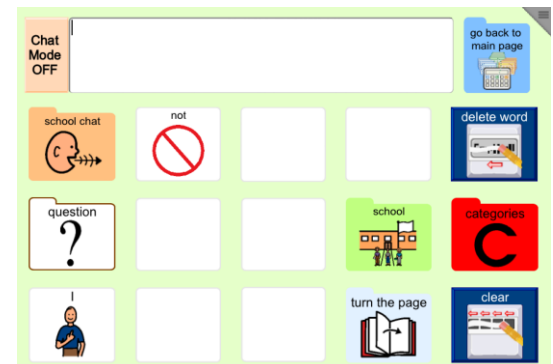 Chat
Mode
OFF
go back to
main page
school chat
not
delete word
question
?
school
categories
C
I
turn the page
clear